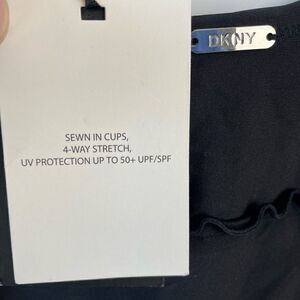 DKNY
SEWN IN CUPS,
4-WAY STRETCH,
UV PROTECTION UP TO 50+ UPF/SPF